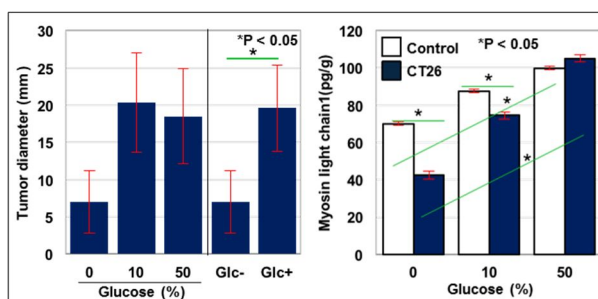 Tumor diameter (mm)
30
25
20
15
10
5
0
*P < 0.05
*
0 10 50 Glc- Glc+
Glucose (%)
Myosin light chain1(pg/g)
120
100
80
60
40
20
0
Control
CT26
*P < 0.05
*
*
*
*
0 10 50
Glucose (%)